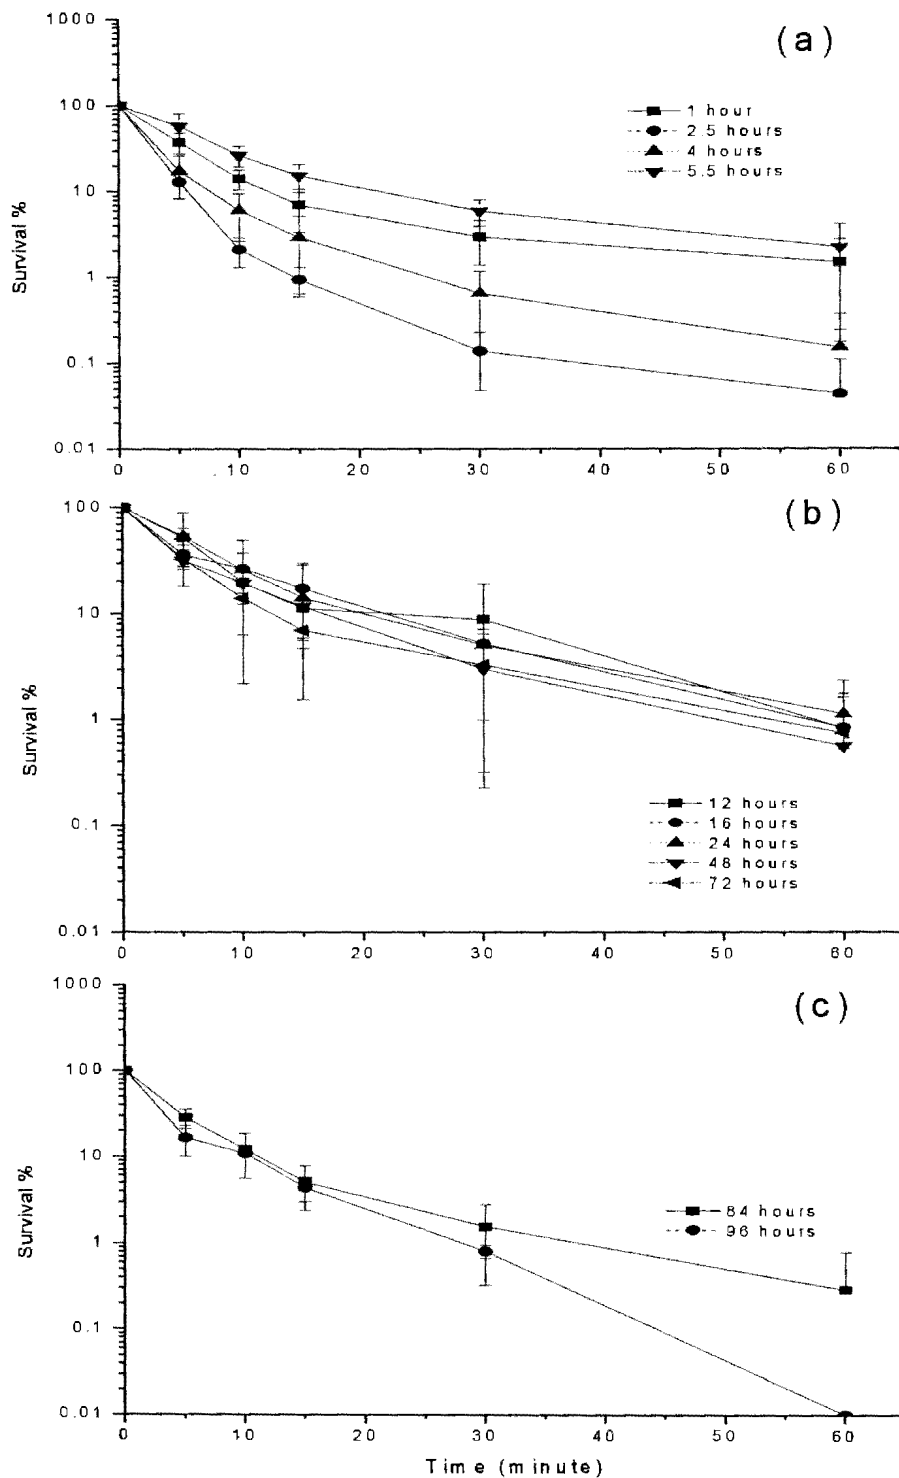 1000
(a)
100
1 hour
2.5 hours
4 hours
5.5 hours
10
Survival %
1
0.1
0.01
0 10 20 30 40 50 60
100
(b)
10
Survival %
1
12 hours
16 hours
24 hours
48 hours
72 hours
0.1
0.01
0 10 20 30 40 50 60
1000
(c)
100
10
Survival %
84 hours
96 hours
1
0.1
0.01
0 10 20 30 40 50 60
Time (minute)